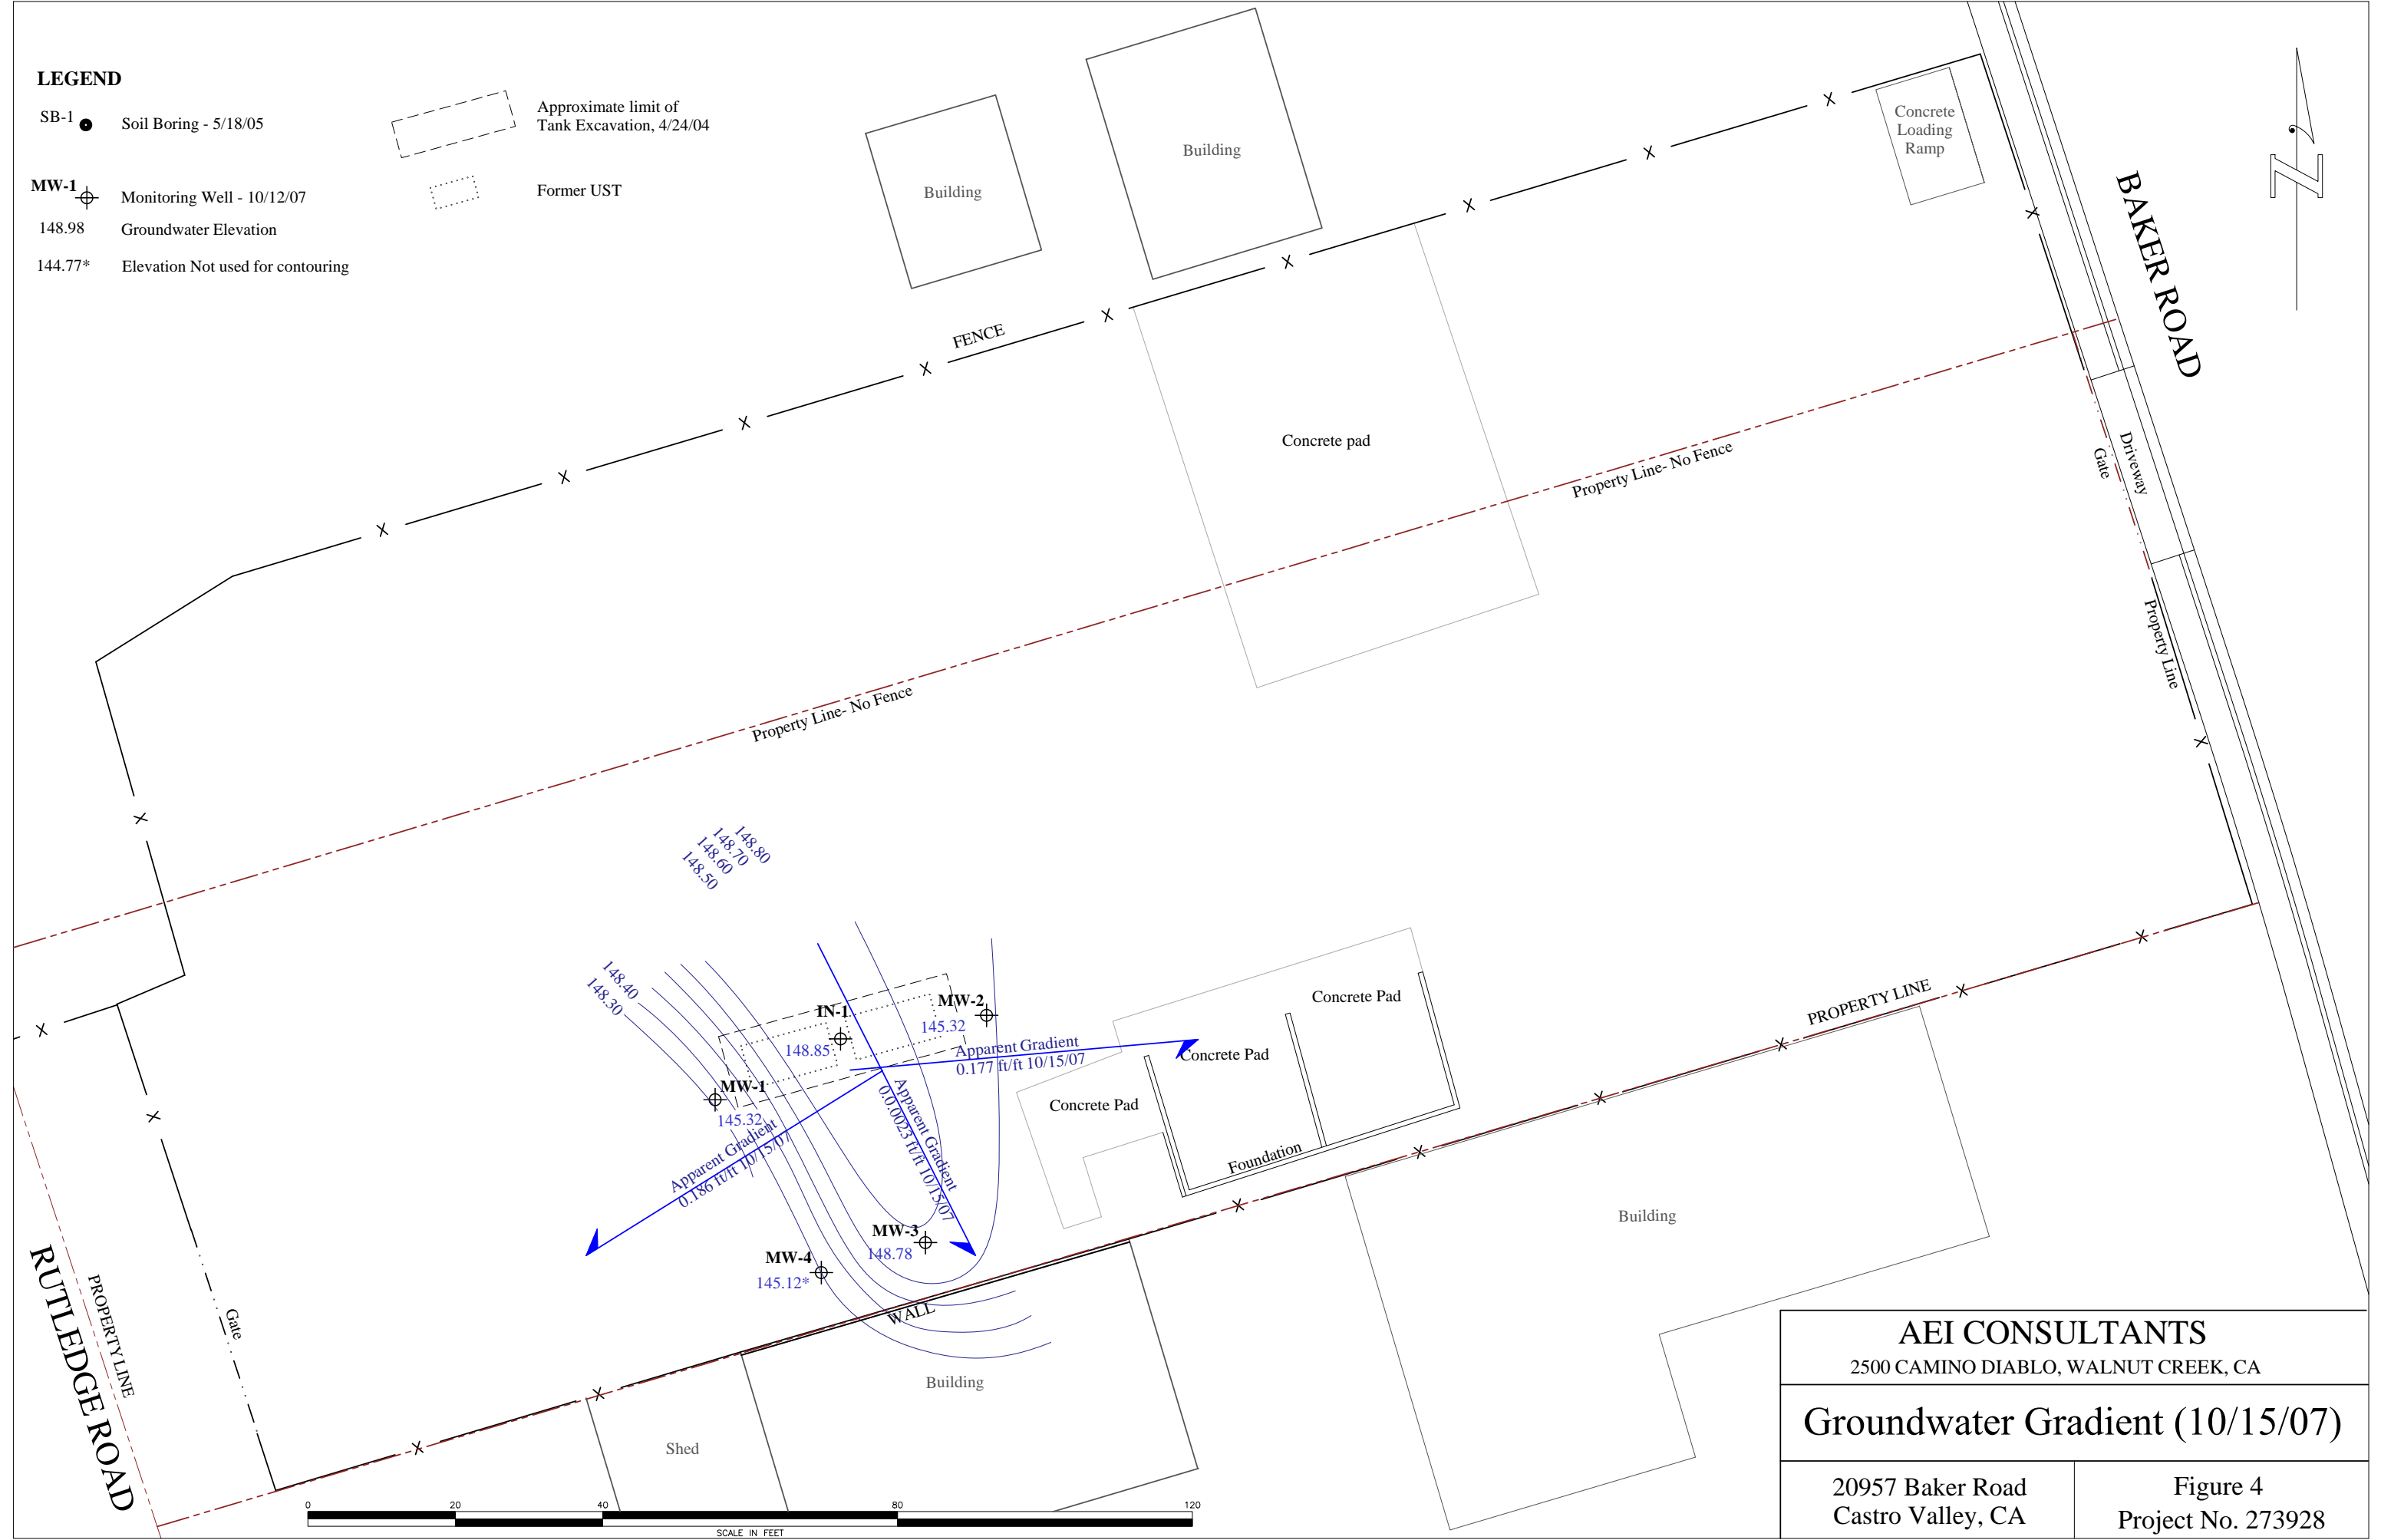 LEGEND
SB-1
Soil Boring - 5/18/05
MW-1
Monitoring Well - 10/12/07
148.98
Groundwater Elevation
144.77*
Elevation Not used for contouring
Approximate limit of
Tank Excavation, 4/24/04
Former UST
Building
Building
Concrete
Loading
Ramp
BAKER ROAD
N
FENCE
Concrete pad
Property Line- No Fence
Property Line- No Fence
Gate
Driveway
Property Line
148.80
148.70
148.60
148.50
148.40
148.30
IN-1
148.85
MW-2
145.32
MW-1
145.32
Apparent Gradient
0.177 ft/ft 10/15/07
Apparent Gradient
0.0.0023 ft/ft 10/15/07
Apparent Gradient
0.186 ft/ft 10/15/07
MW-3
148.78
MW-4
145.12*
Concrete Pad
Concrete Pad
Concrete Pad
Foundation
PROPERTY LINE
WALL
Building
Building
Shed
Gate
PROPERTY LINE
RUTLEDGE ROAD
0 20 40 80 120
SCALE IN FEET
AEI CONSULTANTS
2500 CAMINO DIABLO, WALNUT CREEK, CA
Groundwater Gradient (10/15/07)
20957 Baker Road
Castro Valley, CA
Figure 4
Project No. 273928